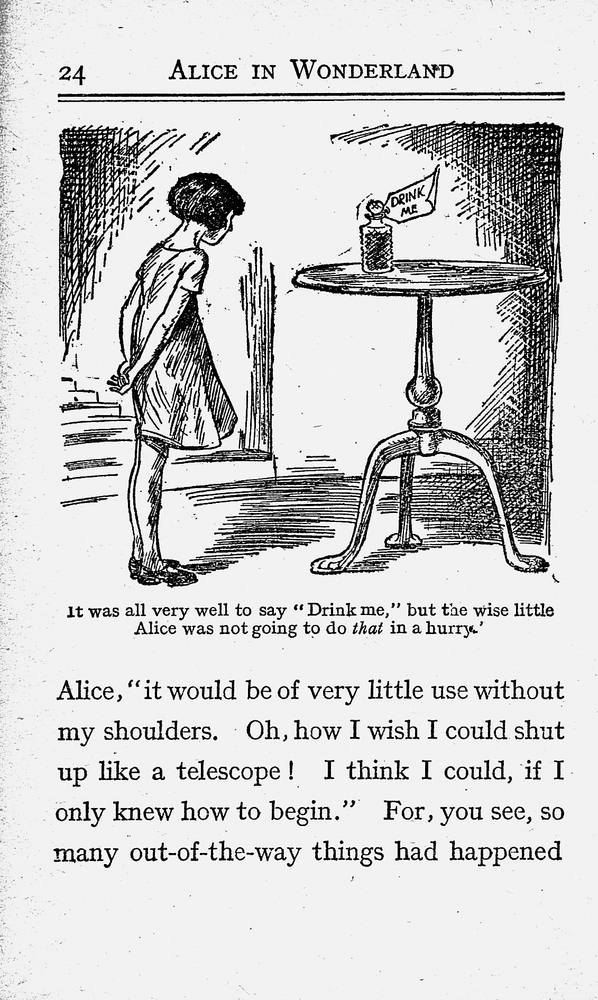 24 ALICE IN WONDERLAND
DRINK
ME
It was all very well to say “Drink me,” but the wise little
Alice was not going to do that in a hurry.’
Alice, “it would be of very little use without
my shoulders. Oh, how I wish I could shut
up like a telescope! I think I could, if I
only knew how to begin.” For, you see, so
many out-of-the-way things had happened